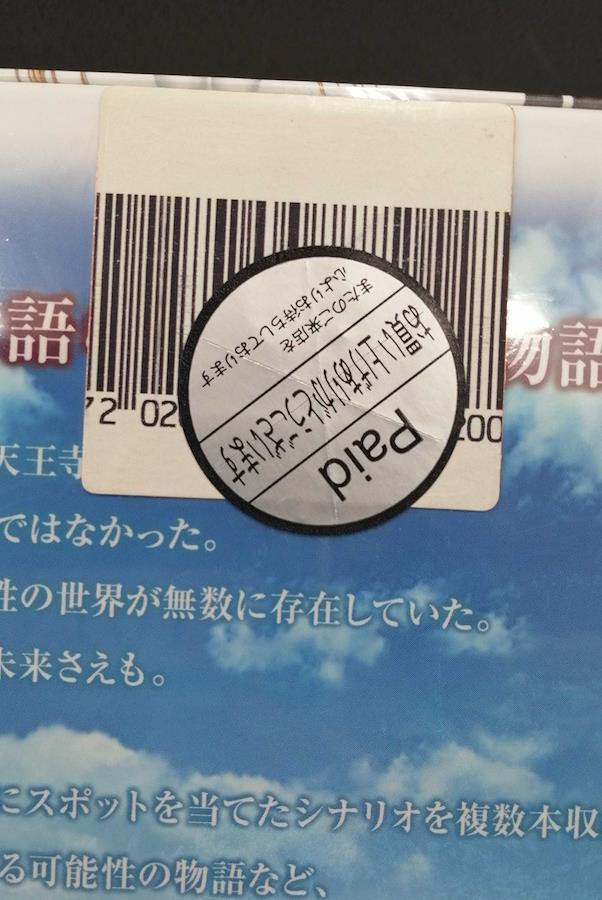 語
物語
72 02
200
またのご来店を
心よりお待ちしております
お買い上げありがとうございます
Paid
天王寺
ではなかった。
性の世界が無数に存在していた。
未来さえも。
にスポットを当てたシナリオを複数本収
る可能性の物語など、